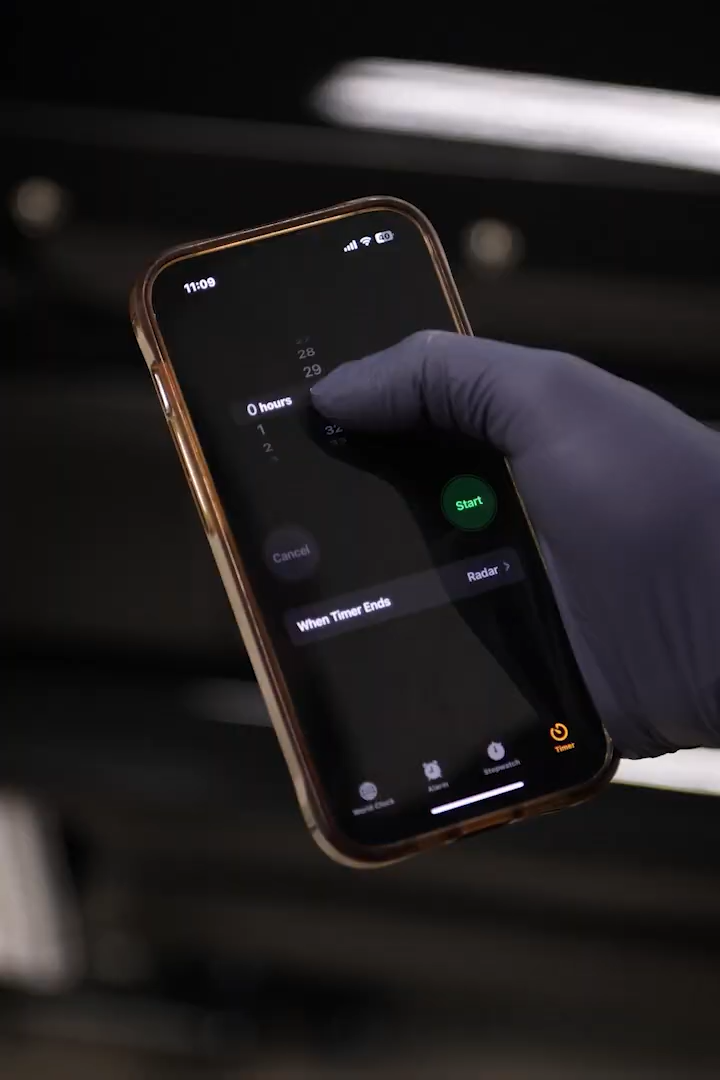 11:09
40
28
29
0 hours
1
2
32
Start
Cancel
Radar
When Timer Ends
World Clock
Alarm
Stopwatch
Timer